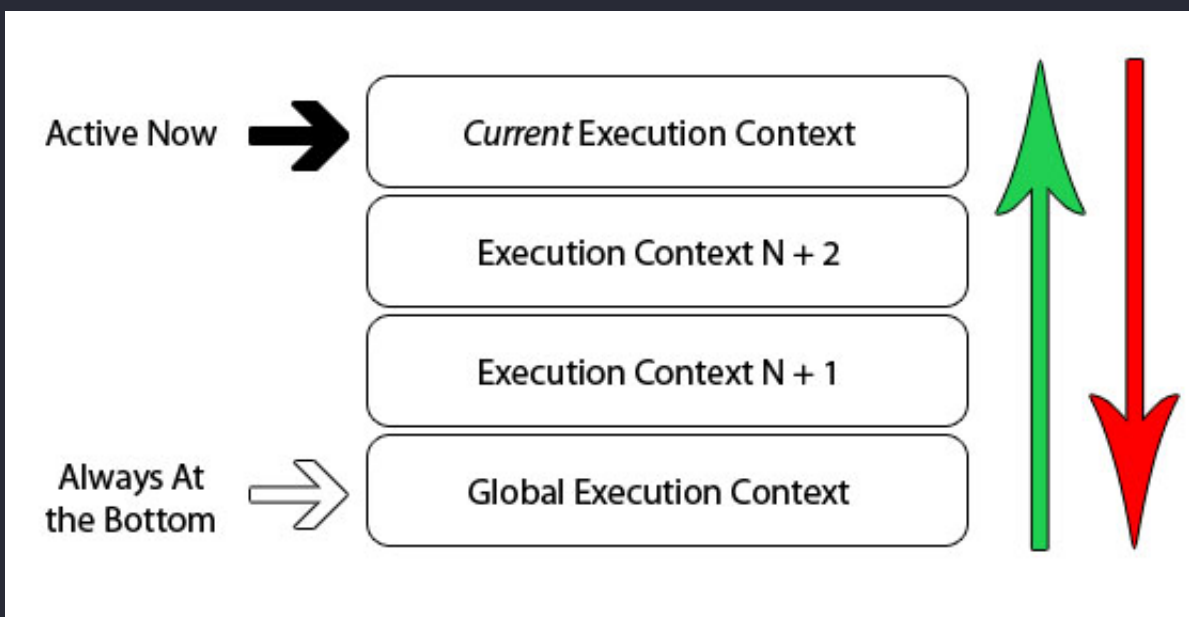 Active Now
Current Execution Context
Execution Context N + 2
Execution Context N + 1
Always At
the Bottom
Global Execution Context